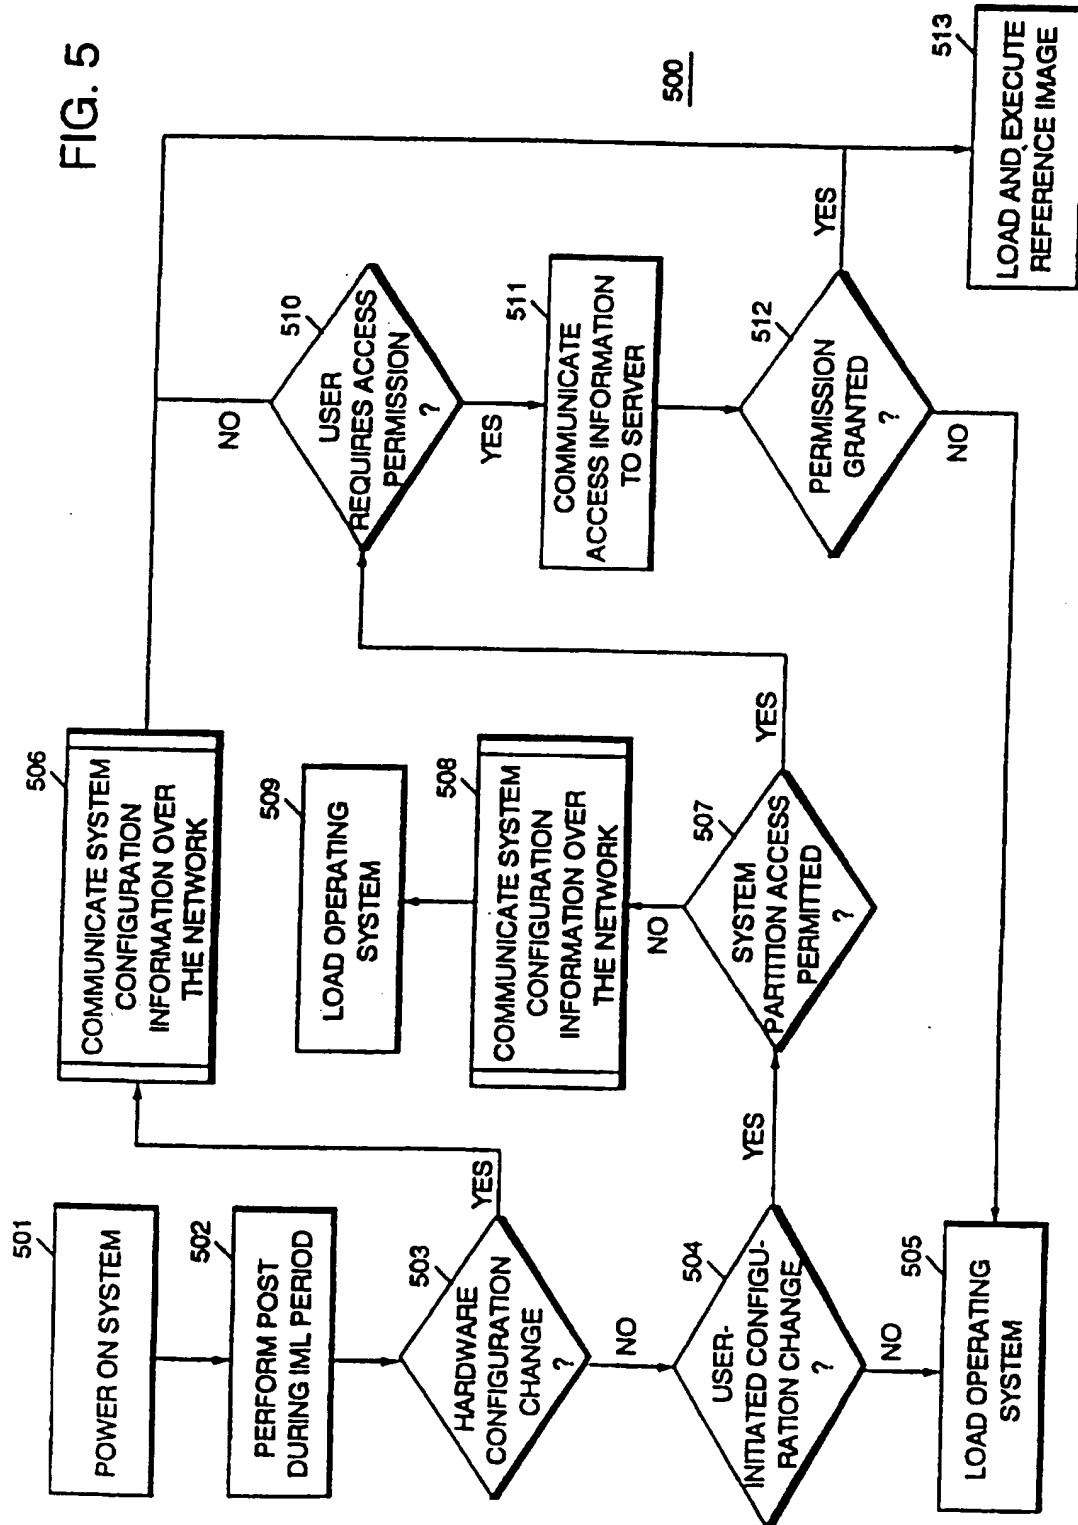 FIG. 5
500
501
POWER ON SYSTEM
502
PERFORM POST
DURING IML PERIOD
503
HARDWARE
CONFIGURATION
CHANGE
?
YES
NO
504
USER-
INITIATED CONFIGU-
RATION CHANGE
?
YES
NO
505
LOAD OPERATING
SYSTEM
506
COMMUNICATE SYSTEM
CONFIGURATION
INFORMATION OVER
THE NETWORK
507
SYSTEM
PARTITION ACCESS
PERMITTED
?
NO
YES
508
COMMUNICATE SYSTEM
CONFIGURATION
INFORMATION OVER
THE NETWORK
509
LOAD OPERATING
SYSTEM
510
USER
REQUIRES ACCESS
PERMISSION
?
NO
YES
511
COMMUNICATE
ACCESS INFORMATION
TO SERVER
512
PERMISSION
GRANTED
?
YES
NO
513
LOAD AND EXECUTE
REFERENCE IMAGE